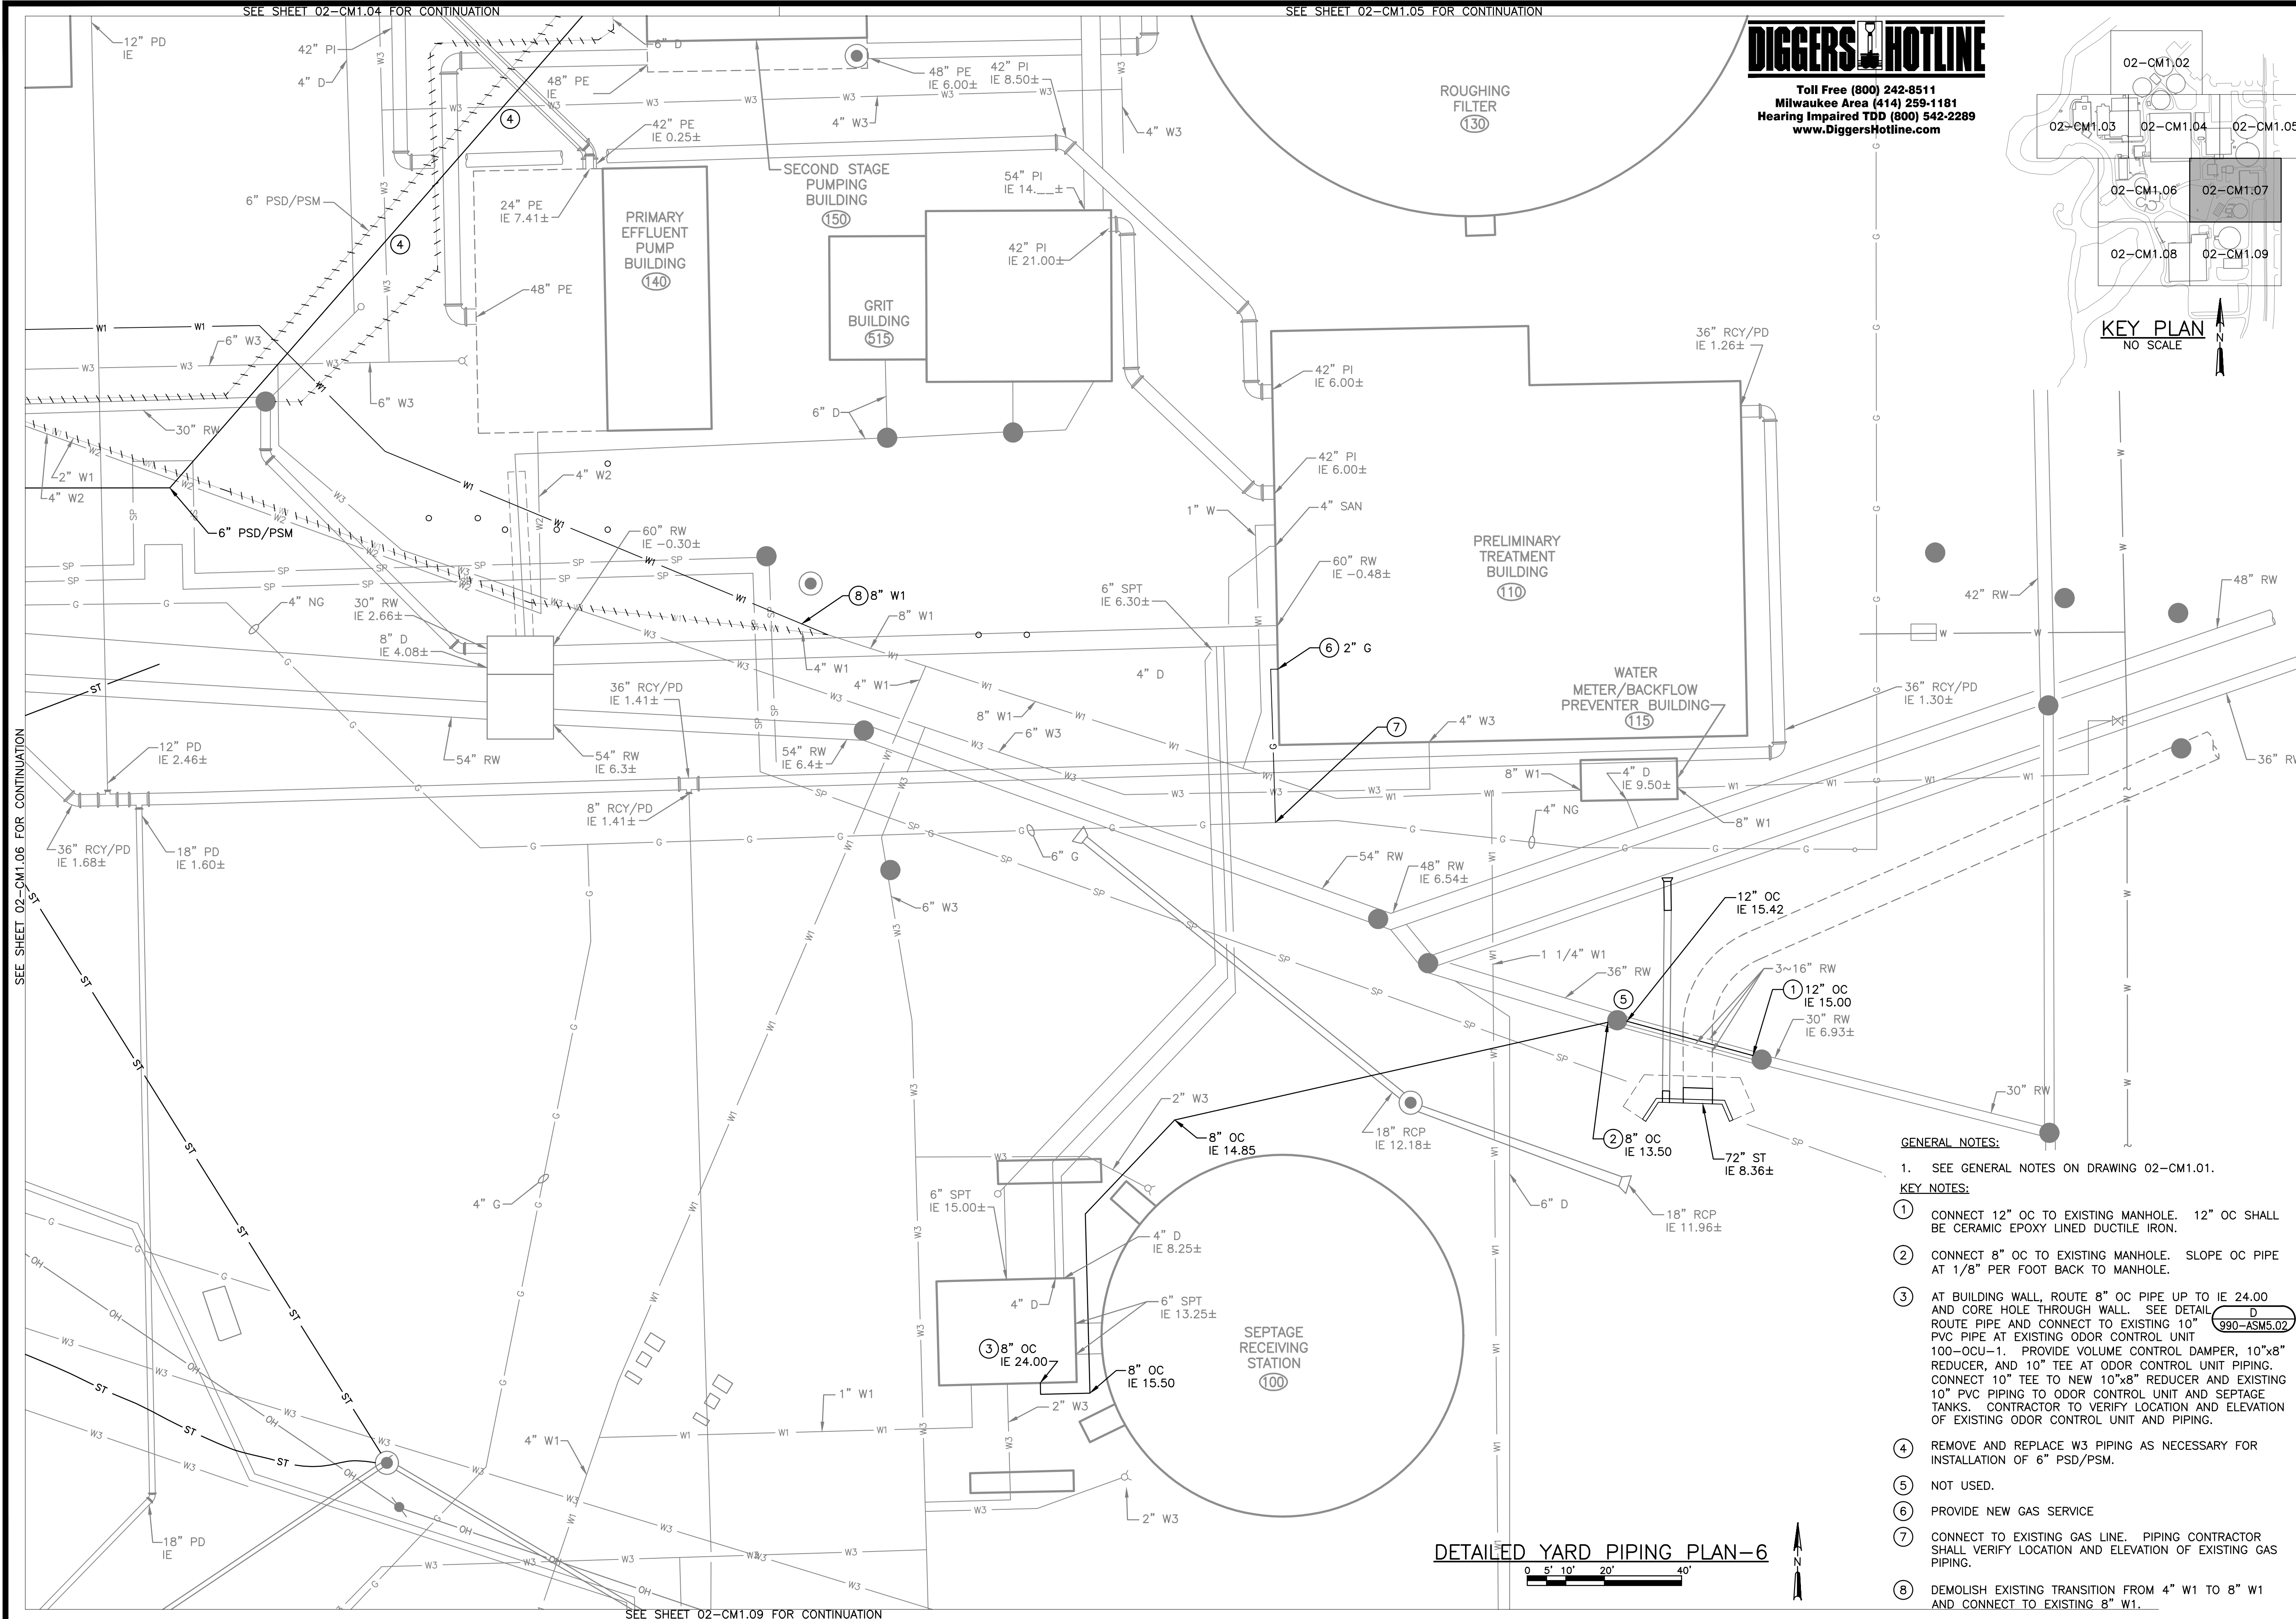 SEE SHEET 02-CM1.04 FOR CONTINUATION
SEE SHEET 02-CM1.05 FOR CONTINUATION
DIGGERS HOTLINE
Toll Free (800) 242-8511
Milwaukee Area (414) 259-1181
Hearing Impaired TDD (800) 542-2289
www.DiggersHotline.com
02-CM1.02
02-CM1.03
02-CM1.04
02-CM1.05
02-CM1.06
02-CM1.07
02-CM1.08
02-CM1.09
KEY PLAN
NO SCALE
N
12" PD
IE
42" PI
4" D
6" D
48" PE
IE
48" PE
IE 6.00±
42" PI
IE 8.50±
4" W3
4" W3
42" PE
IE 0.25±
ROUGHING
FILTER
130
SECOND STAGE
PUMPING
BUILDING
150
54" PI
IE 14.__±
6" PSD/PSM
24" PE
IE 7.41±
PRIMARY
EFFLUENT
PUMP
BUILDING
140
4
4
42" PI
IE 21.00±
48" PE
GRIT
BUILDING
515
6" W3
6" W3
36" RCY/PD
IE 1.26±
42" PI
IE 6.00±
6" D
30" RW
2" W1
4" W2
4" W2
42" PI
IE 6.00±
4" SAN
1" W
6" PSD/PSM
60" RW
IE -0.30±
PRELIMINARY
TREATMENT
BUILDING
110
60" RW
IE -0.48±
6" SPT
IE 6.30±
4" NG
30" RW
IE 2.66±
8" D
IE 4.08±
8 8" W1
8" W1
4" W1
4" W1
4" D
6 2" G
42" RW
48" RW
36" RCY/PD
IE 1.41±
8" W1
6" W3
WATER
METER/BACKFLOW
PREVENTER BUILDING
115
36" RCY/PD
IE 1.30±
7
4" W3
12" PD
IE 2.46±
54" RW
54" RW
IE 6.3±
54" RW
IE 6.4±
8" W1
4" D
IE 9.50±
36" RW
8" RCY/PD
IE 1.41±
4" NG
8" W1
36" RCY/PD
IE 1.68±
18" PD
IE 1.60±
6" G
54" RW
48" RW
IE 6.54±
6" W3
12" OC
IE 15.42
1 1/4" W1
36" RW
3~16" RW
5
1 12" OC
IE 15.00
30" RW
IE 6.93±
30" RW
SEE SHEET 02-CM1.06 FOR CONTINUATION
2" W3
8" OC
IE 14.85
18" RCP
IE 12.18±
2 8" OC
IE 13.50
72" ST
IE 8.36±
4" G
6" SPT
IE 15.00±
6" D
18" RCP
IE 11.96±
4" D
IE 8.25±
4" D
6" SPT
IE 13.25±
SEPTAGE
RECEIVING
STATION
100
3 8" OC
IE 24.00
8" OC
IE 15.50
1" W1
2" W3
4" W1
2" W3
18" PD
IE
DETAILED YARD PIPING PLAN-6
0 5' 10' 20' 40'
N
SEE SHEET 02-CM1.09 FOR CONTINUATION
GENERAL NOTES:
1. SEE GENERAL NOTES ON DRAWING 02-CM1.01.
KEY NOTES:
1 CONNECT 12" OC TO EXISTING MANHOLE. 12" OC SHALL
BE CERAMIC EPOXY LINED DUCTILE IRON.
2 CONNECT 8" OC TO EXISTING MANHOLE. SLOPE OC PIPE
AT 1/8" PER FOOT BACK TO MANHOLE.
3 AT BUILDING WALL, ROUTE 8" OC PIPE UP TO IE 24.00
AND CORE HOLE THROUGH WALL. SEE DETAIL D 990-ASM5.02
ROUTE PIPE AND CONNECT TO EXISTING 10"
PVC PIPE AT EXISTING ODOR CONTROL UNIT
100-OCU-1. PROVIDE VOLUME CONTROL DAMPER, 10"x8"
REDUCER, AND 10" TEE AT ODOR CONTROL UNIT PIPING.
CONNECT 10" TEE TO NEW 10"x8" REDUCER AND EXISTING
10" PVC PIPING TO ODOR CONTROL UNIT AND SEPTAGE
TANKS. CONTRACTOR TO VERIFY LOCATION AND ELEVATION
OF EXISTING ODOR CONTROL UNIT AND PIPING.
4 REMOVE AND REPLACE W3 PIPING AS NECESSARY FOR
INSTALLATION OF 6" PSD/PSM.
5 NOT USED.
6 PROVIDE NEW GAS SERVICE
7 CONNECT TO EXISTING GAS LINE. PIPING CONTRACTOR
SHALL VERIFY LOCATION AND ELEVATION OF EXISTING GAS
PIPING.
8 DEMOLISH EXISTING TRANSITION FROM 4" W1 TO 8" W1
AND CONNECT TO EXISTING 8" W1.